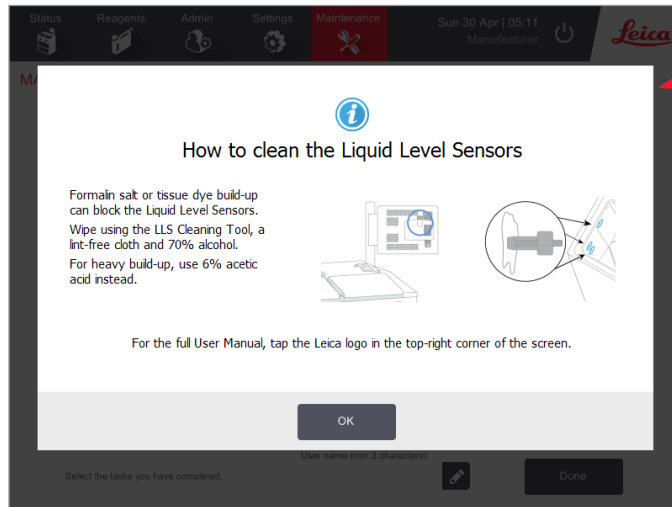 Status
Reagents
Admin
Settings
Maintenance
Sun 30 Apr | 05:11
Manufacturer
Leica
How to clean the Liquid Level Sensors
Formalin salt or tissue dye build-up
can block the Liquid Level Sensors.
Wipe using the LLS Cleaning Tool, a
lint-free cloth and 70% alcohol.
For heavy build-up, use 6% acetic
acid instead.
For the full User Manual, tap the Leica logo in the top-right corner of the screen.
OK
User name (min 3 characters)
Select the tasks you have completed.
Done